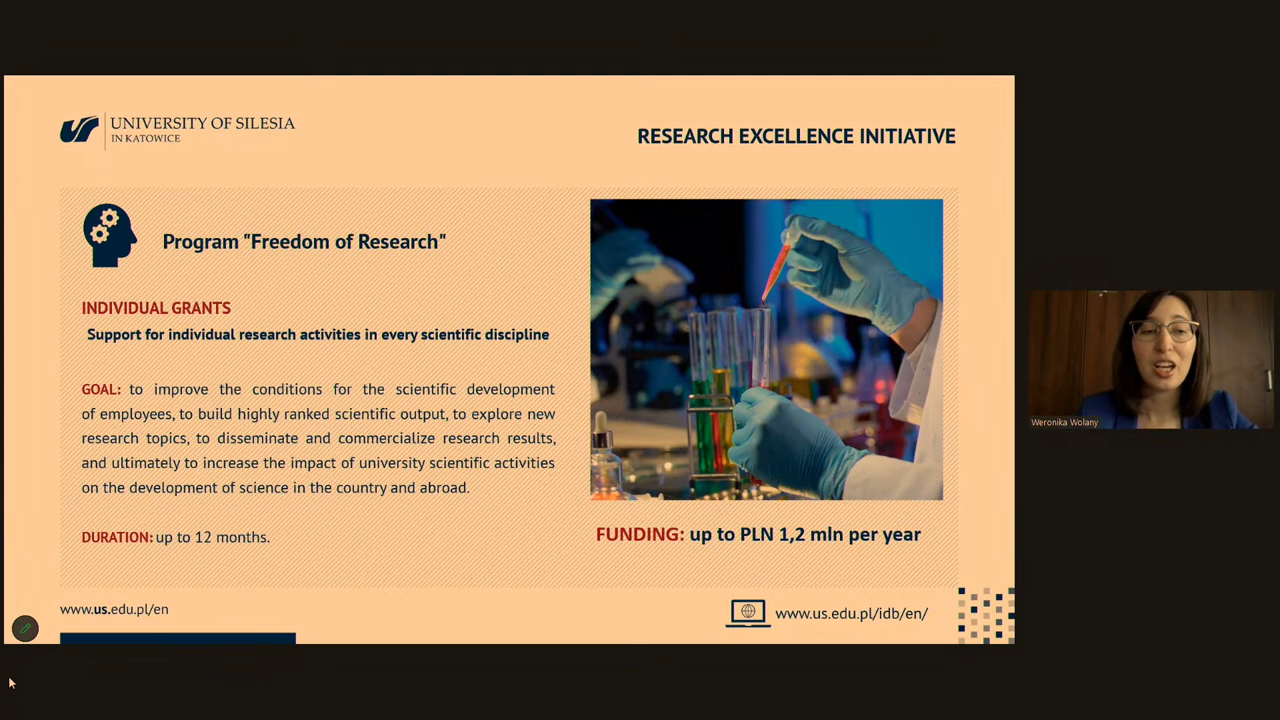 UNIVERSITY OF SILESIA
IN KATOWICE
RESEARCH EXCELLENCE INITIATIVE
Program "Freedom of Research"
INDIVIDUAL GRANTS
Support for individual research activities in every scientific discipline
GOAL: to improve the conditions for the scientific development
of employees, to build highly ranked scientific output, to explore new
research topics, to disseminate and commercialize research results,
and ultimately to increase the impact of university scientific activities
on the development of science in the country and abroad.
DURATION: up to 12 months.
FUNDING: up to PLN 1,2 mln per year
www.us.edu.pl/en
www.us.edu.pl/idb/en/
Weronika Wolany